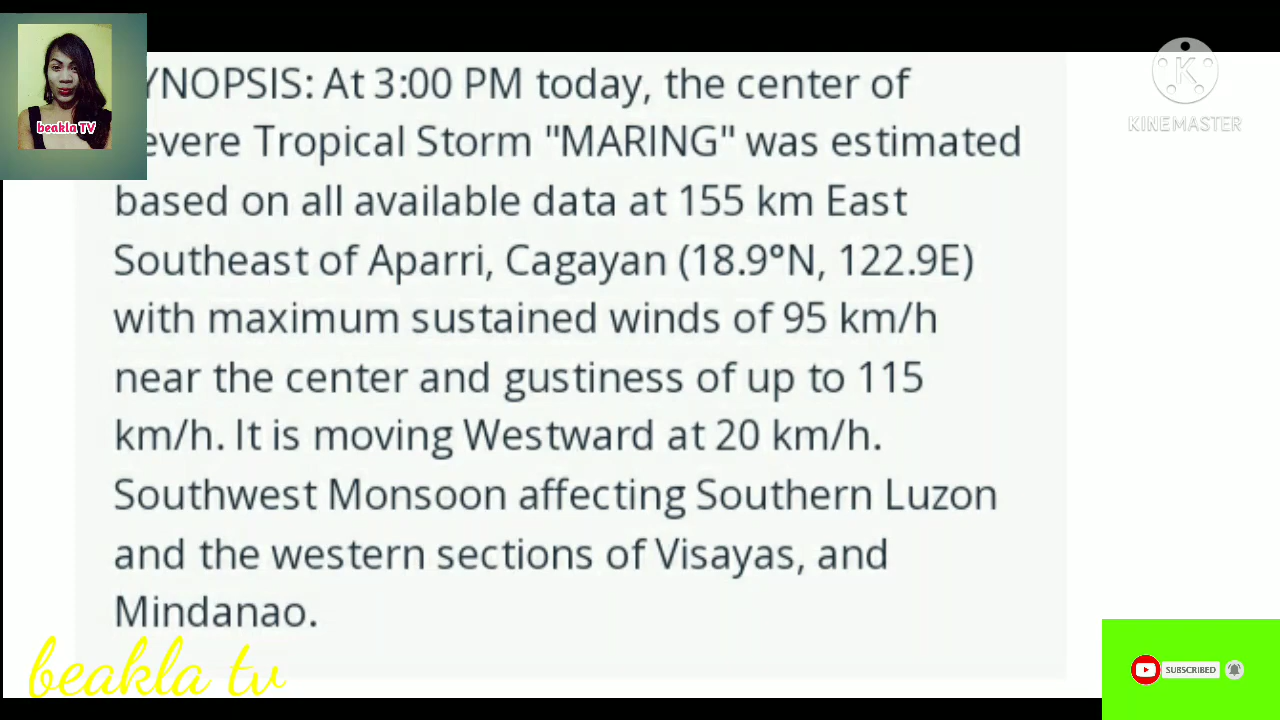 YNOPSIS: At 3:00 PM today, the center of
evere Tropical Storm "MARING" was estimated
based on all available data at 155 km East
Southeast of Aparri, Cagayan (18.9°N, 122.9E)
with maximum sustained winds of 95 km/h
near the center and gustiness of up to 115
km/h. It is moving Westward at 20 km/h.
Southwest Monsoon affecting Southern Luzon
and the western sections of Visayas, and
Mindanao.
beakla TV
K
KINEMASTER
beakla tv
SUBSCRIBED